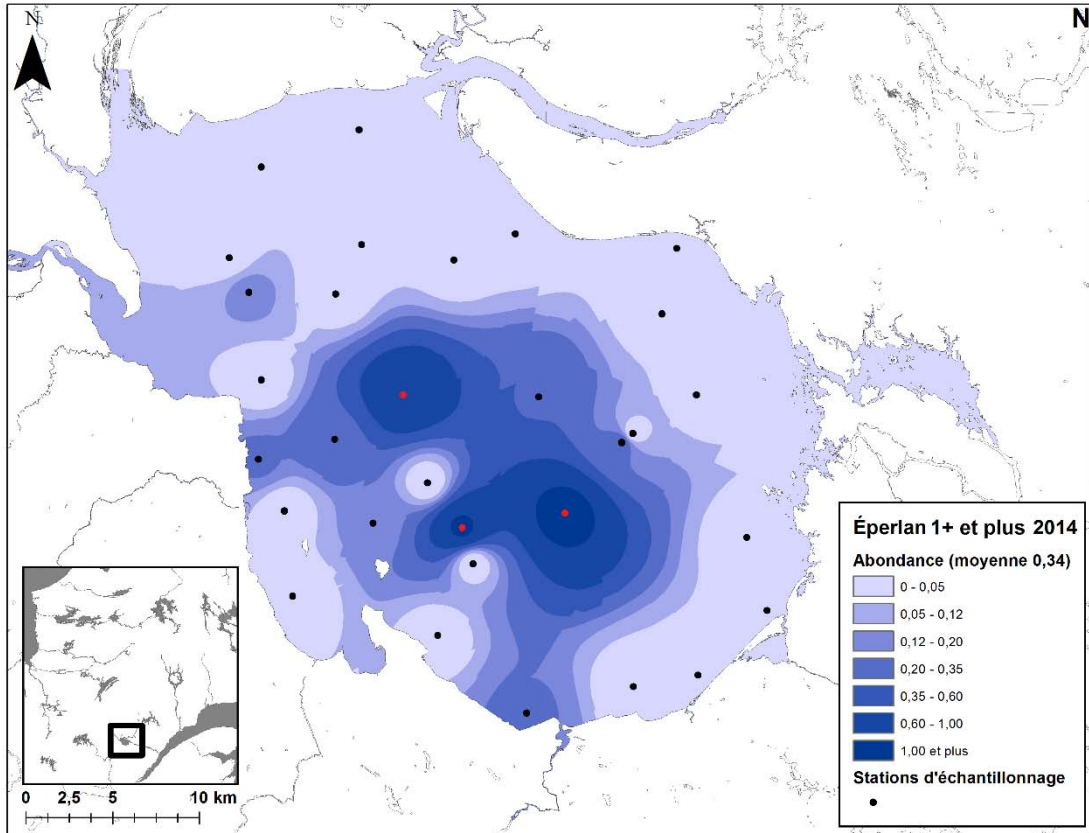 N
N
Éperlan 1+ et plus 2014
Abondance (moyenne 0,34)
0 - 0,05
0,05 - 0,12
0,12 - 0,20
0,20 - 0,35
0,35 - 0,60
0,60 - 1,00
1,00 et plus
Stations d'échantillonnage
0 2,5 5 10 km